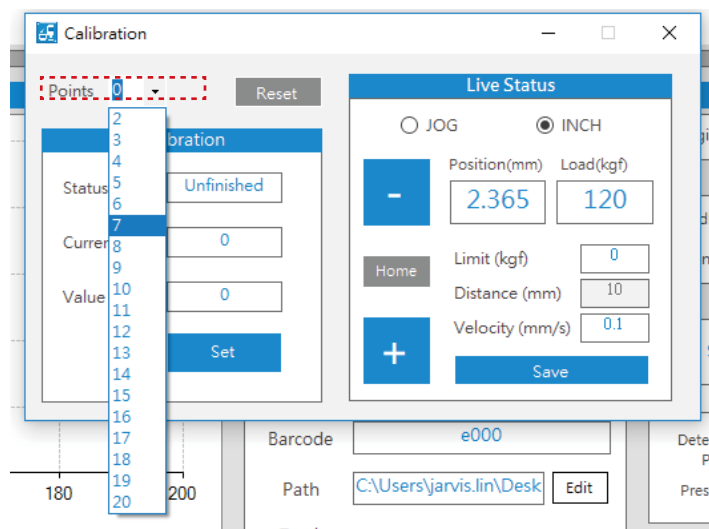 Calibration
Points 0
Reset
2
3
4
5
6
7
8
9
10
11
12
13
14
15
16
17
18
19
20
bration
Status
Unfinished
Curre
0
Value
0
Set
Live Status
JOG INCH
Position(mm) Load(kgf)
-
2.365 120
Home
Limit (kgf) 0
Distance (mm) 10
+
Velocity (mm/s) 0.1
Save
Barcode e000
Path C:\Users\jarvis.lin\Desk Edit
180 200
Dete
P
Pres